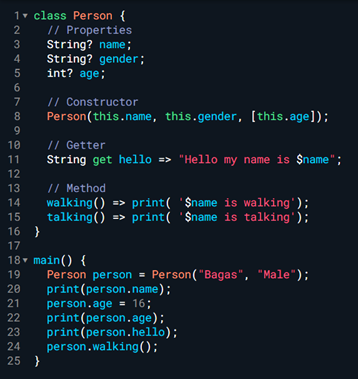 1 class Person {
2 // Properties
3 String? name;
4 String? gender;
5 int? age;
6
7 // Constructor
8 Person(this.name, this.gender, [this.age]);
9
10 // Getter
11 String get hello => "Hello my name is $name";
12
13 // Method
14 walking() => print( '$name is walking');
15 talking() => print( '$name is talking');
16 }
17
18 main() {
19 Person person = Person("Bagas", "Male");
20 print(person.name);
21 person.age = 16;
22 print(person.age);
23 print(person.hello);
24 person.walking();
25 }